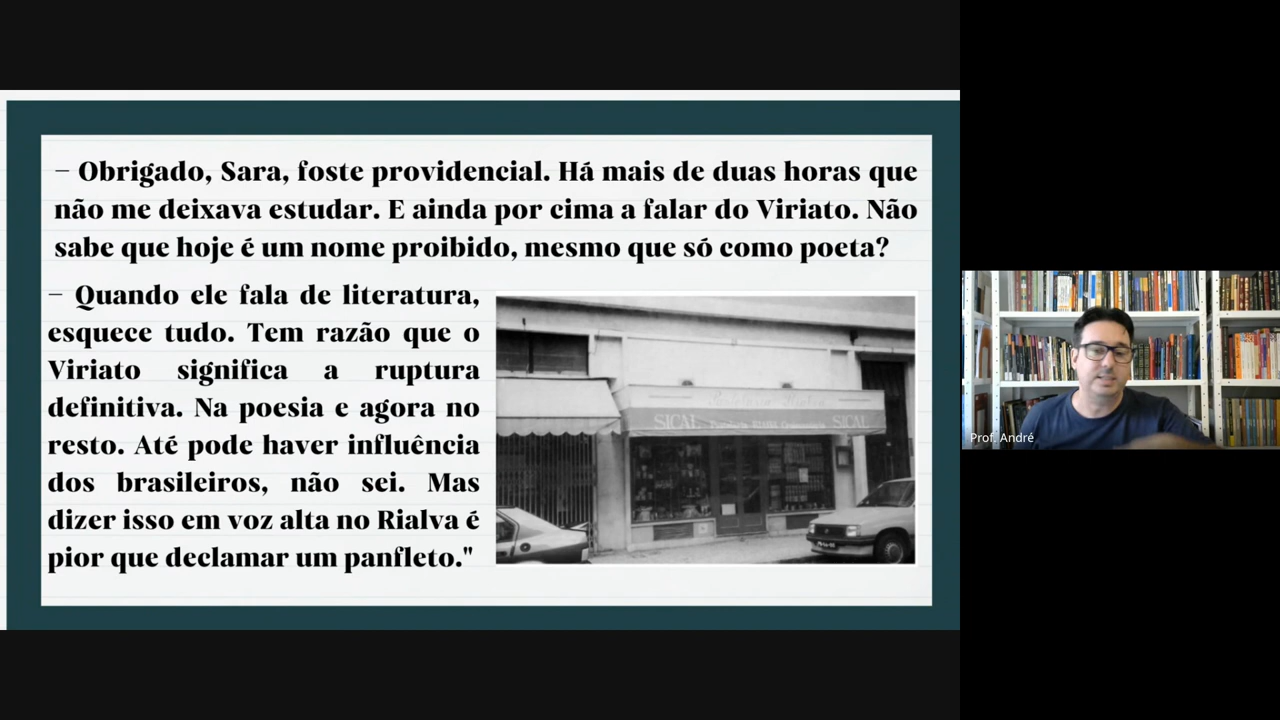 – Obrigado, Sara, foste providencial. Há mais de duas horas que
não me deixava estudar. E ainda por cima a falar do Viriato. Não
sabe que hoje é um nome proibido, mesmo que só como poeta?
– Quando ele fala de literatura,
esquece tudo. Tem razão que o
Viriato significa a ruptura
definitiva. Na poesia e agora no
resto. Até pode haver influência
dos brasileiros, não sei. Mas
dizer isso em voz alta no Rialva é
pior que declamar um panfleto."
SICAL
SICAL
Prof. André